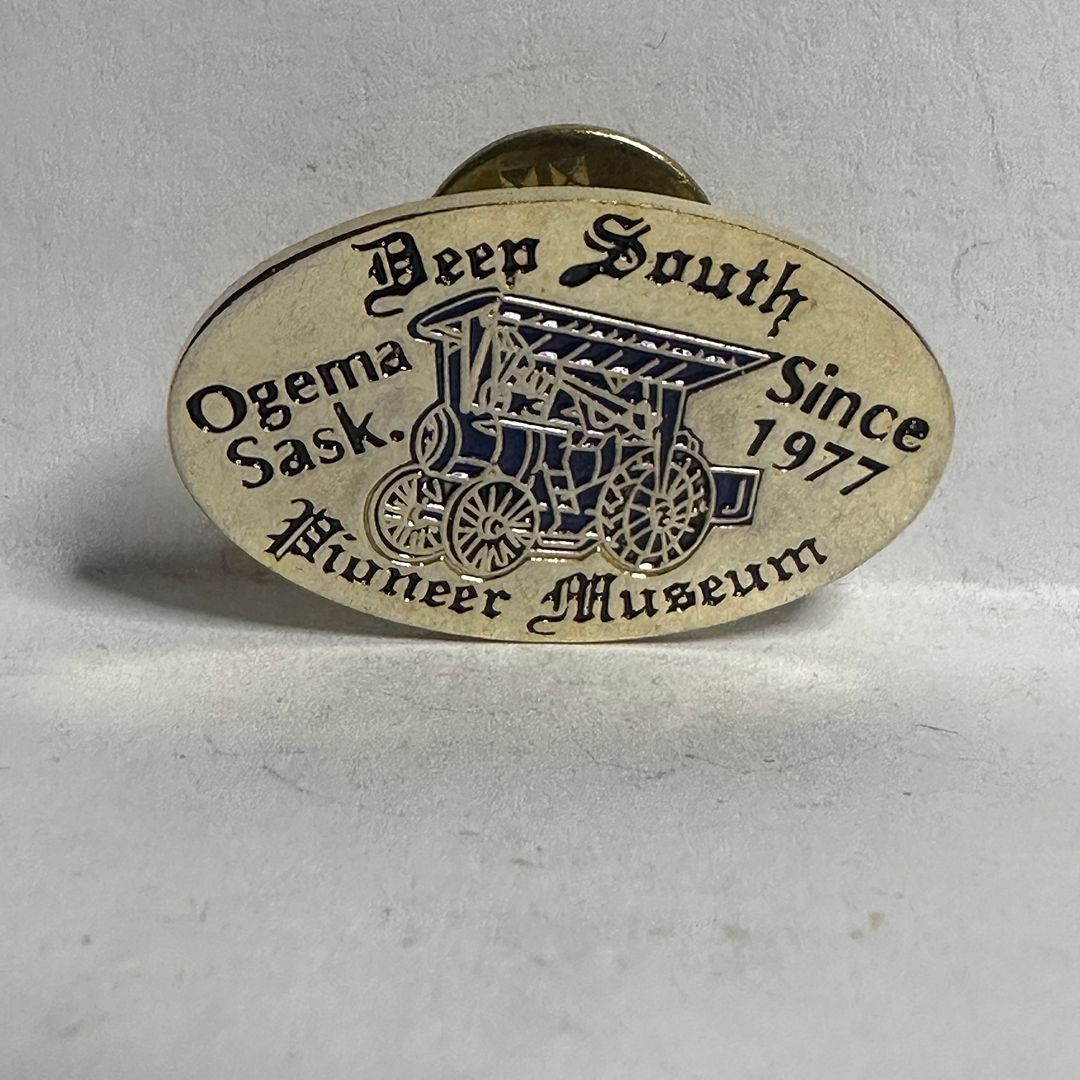 Deep South
Ogema
Sask.
Since
1977
Pioneer Museum